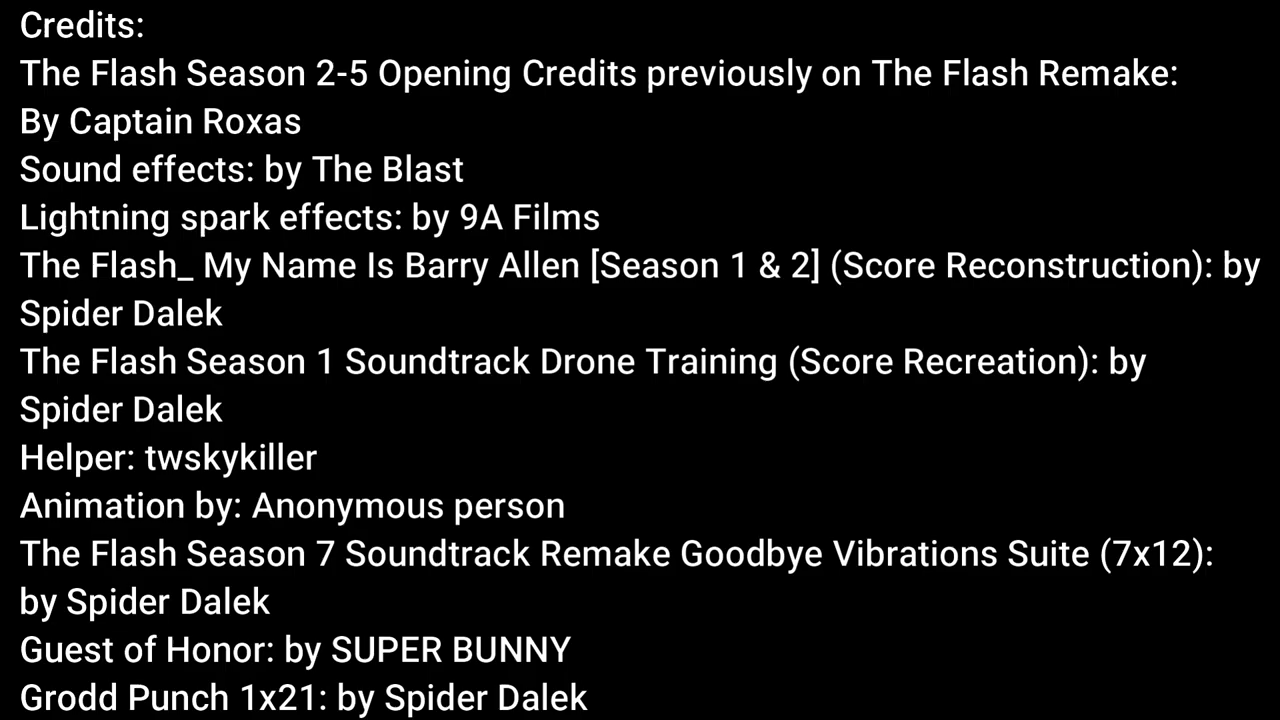 Credits:
The Flash Season 2-5 Opening Credits previously on The Flash Remake:
By Captain Roxas
Sound effects: by The Blast
Lightning spark effects: by 9A Films
The Flash_ My Name Is Barry Allen [Season 1 & 2] (Score Reconstruction): by
Spider Dalek
The Flash Season 1 Soundtrack Drone Training (Score Recreation): by
Spider Dalek
Helper: twskykiller
Animation by: Anonymous person
The Flash Season 7 Soundtrack Remake Goodbye Vibrations Suite (7x12):
by Spider Dalek
Guest of Honor: by SUPER BUNNY
Grodd Punch 1x21: by Spider Dalek